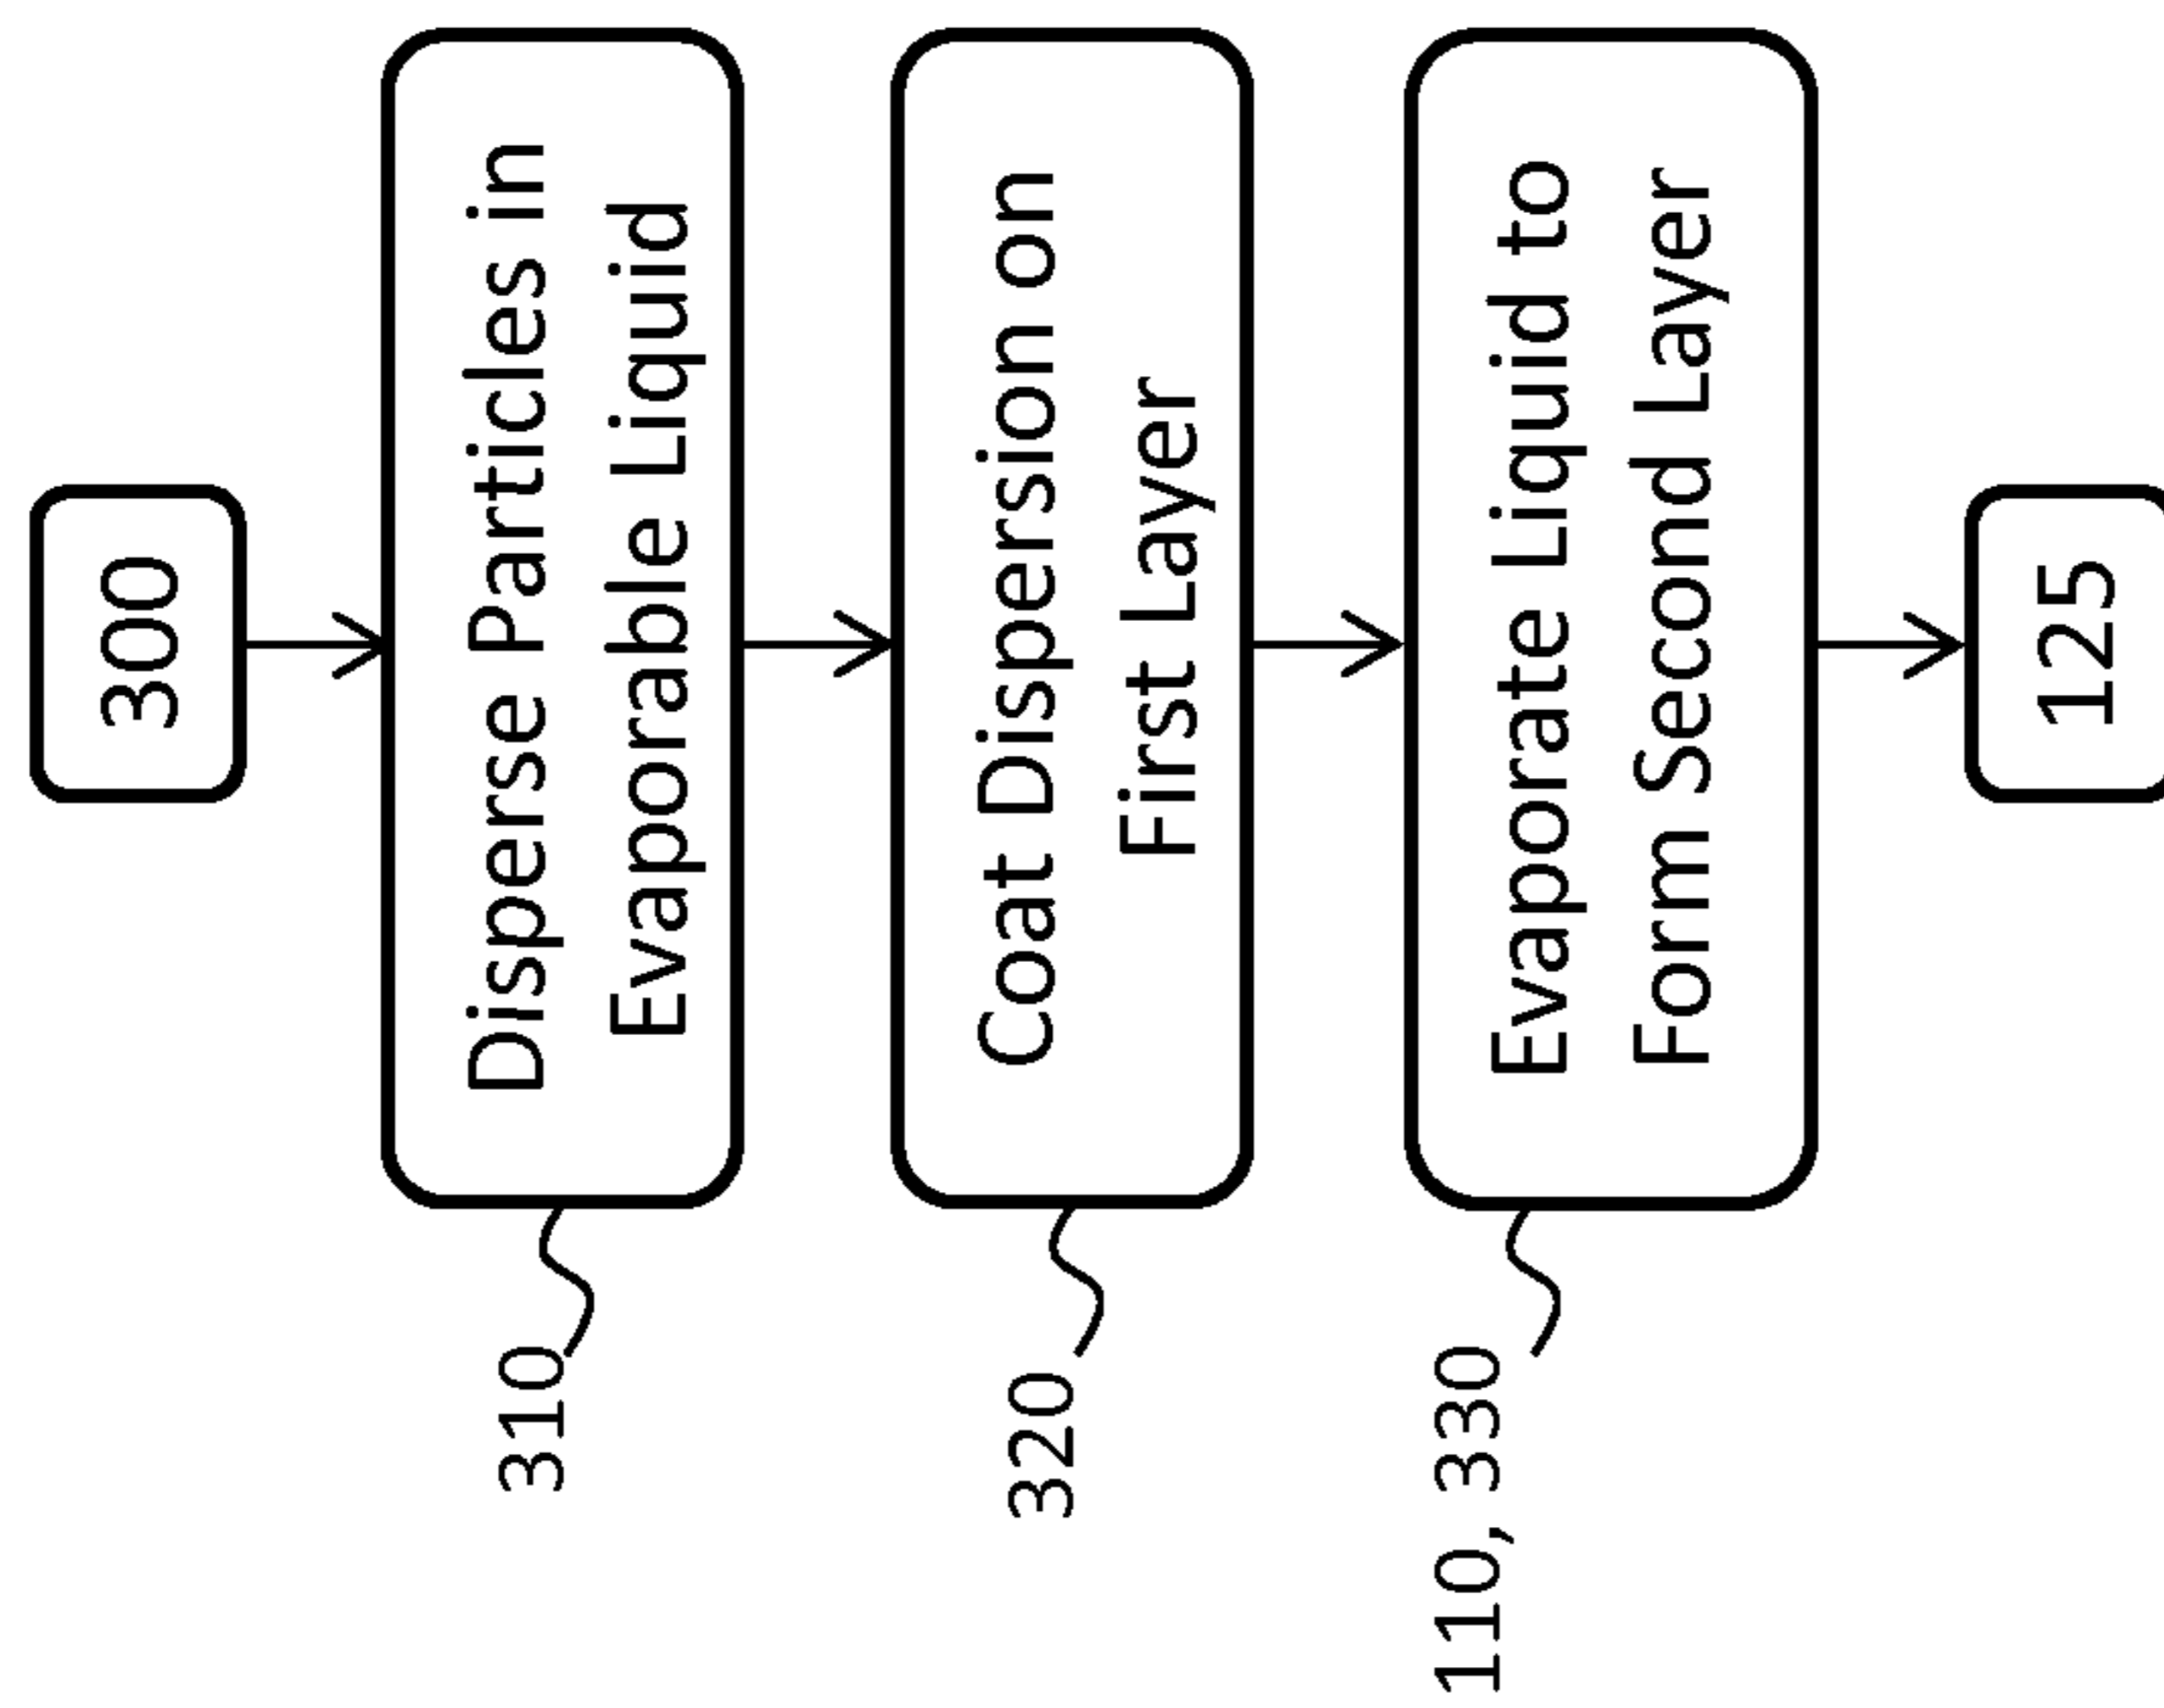 300
310
Disperse Particles in
Evaporable Liquid
320
Coat Dispersion on
First Layer
110, 330
Evaporate Liquid to
Form Second Layer
125